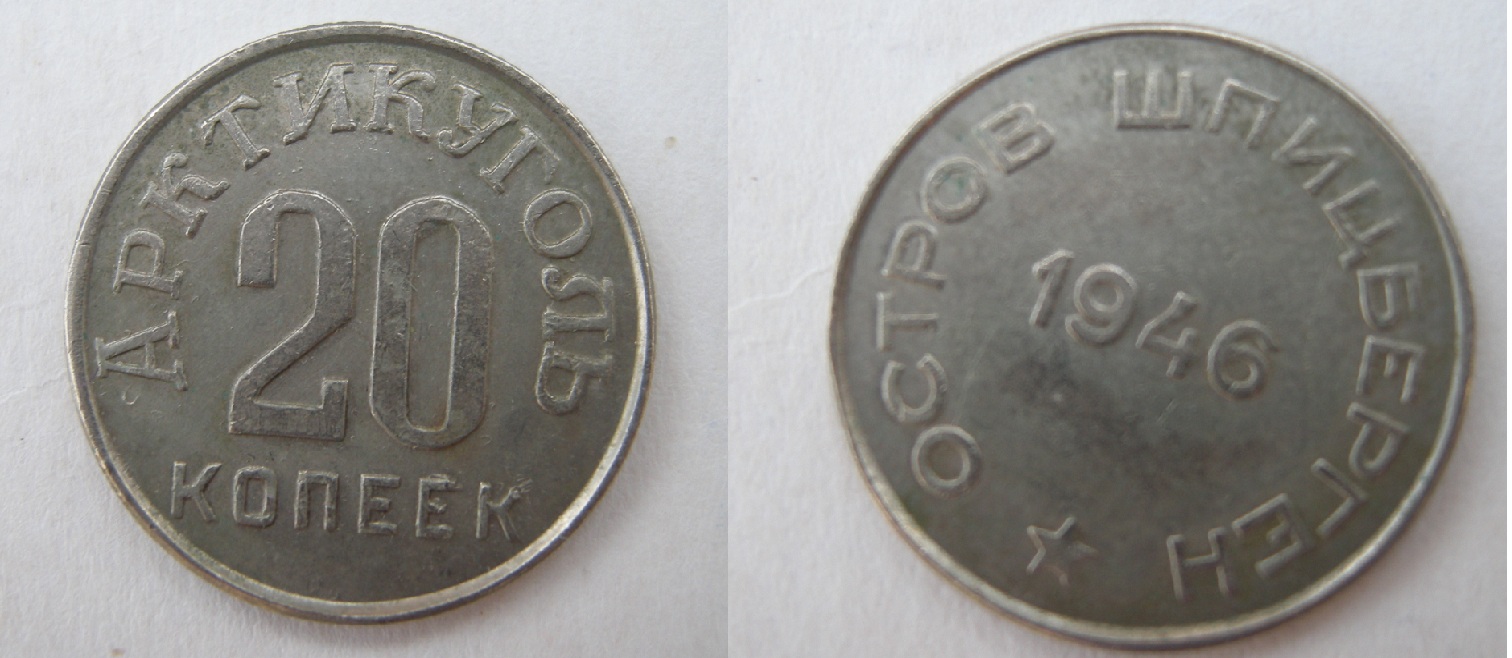 АРКТИКУГОЛЬ
20
КОПЕЕК
ОСТРОВ ШПИЦБЕРГЕН
1946